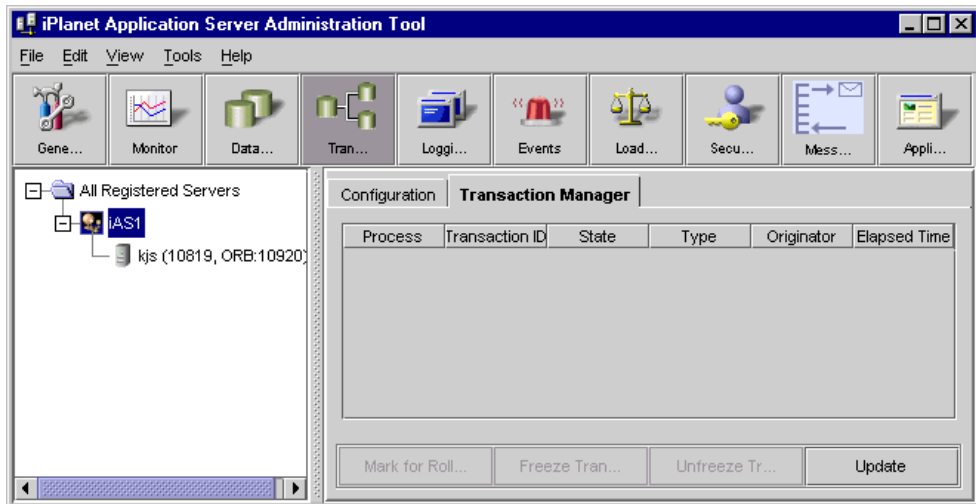 iPlanet Application Server Administration Tool
File Edit View Tools Help
Gene... Monitor Data... Tran... Loggi... Events Load... Secu... Mess... Appli...
All Registered Servers
iAS1
kjs (10819, ORB:10920)
Configuration Transaction Manager
Process Transaction ID State Type Originator Elapsed Time
Mark for Roll... Freeze Tran... Unfreeze Tr... Update